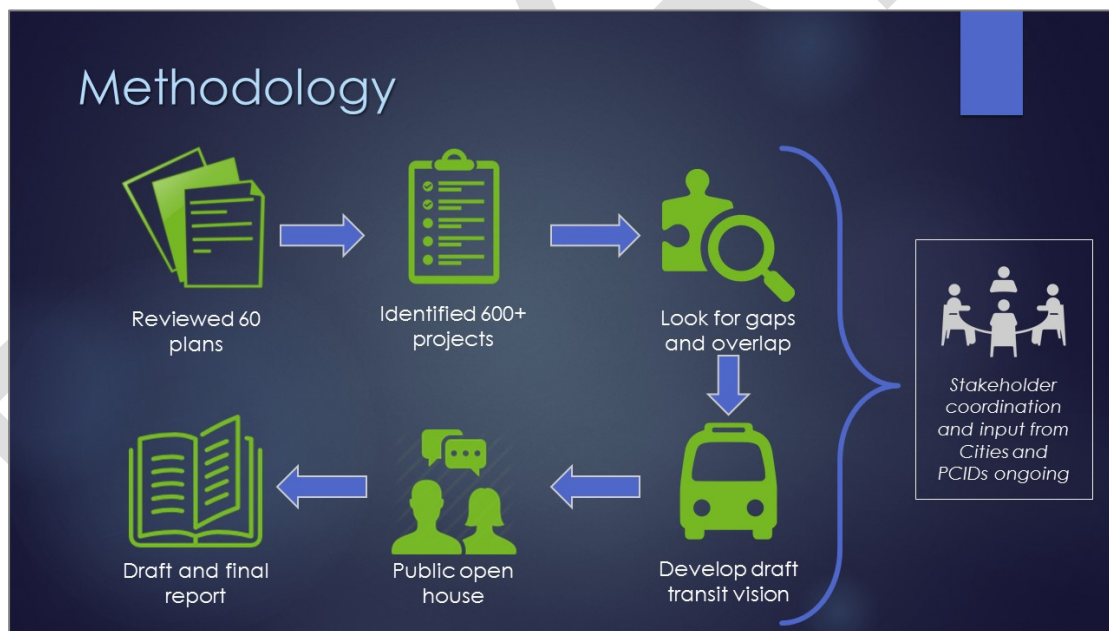 Methodology
Reviewed 60
plans
Identified 600+
projects
Look for gaps
and overlap
Develop draft
transit vision
Public open
house
Draft and final
report
Stakeholder
coordination
and input from
Cities and
PCIDs ongoing